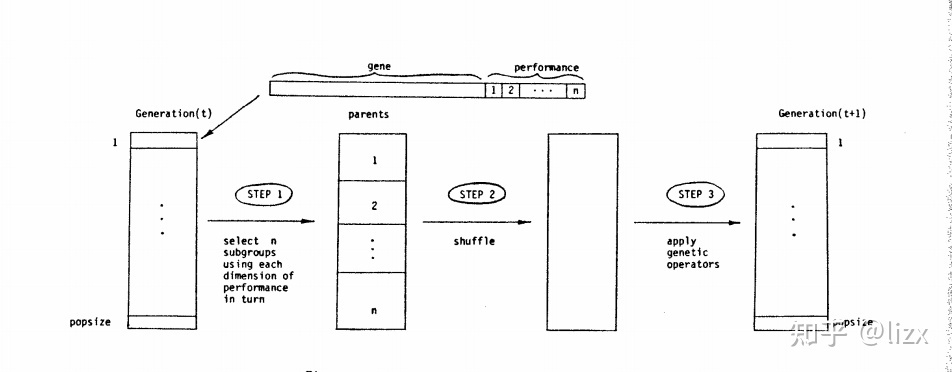 gene
performance
1 2 ... n
Generation(t)
parents
Generation(t+1)
1
1
1
STEP 1
STEP 2
STEP 3
2
select n
subgroups
using each
dimension of
performance
in turn
shuffle
apply
genetic
operators
n
popsize
popsize
知乎 @lizx